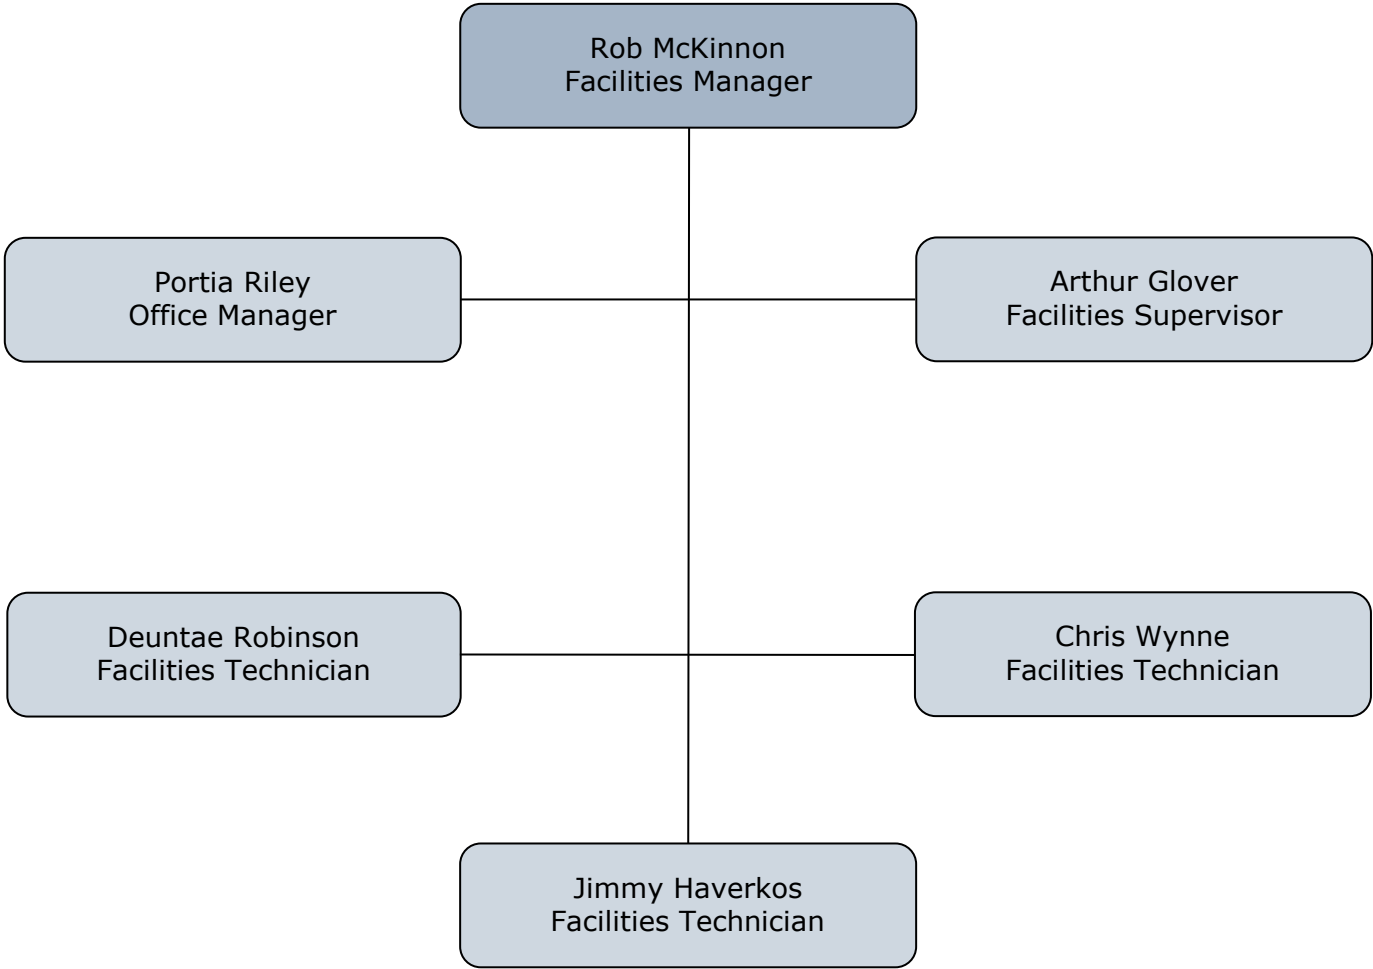 Rob McKinnon
Facilities Manager
Portia Riley
Office Manager
Arthur Glover
Facilities Supervisor
Deuntae Robinson
Facilities Technician
Chris Wynne
Facilities Technician
Jimmy Haverkos
Facilities Technician